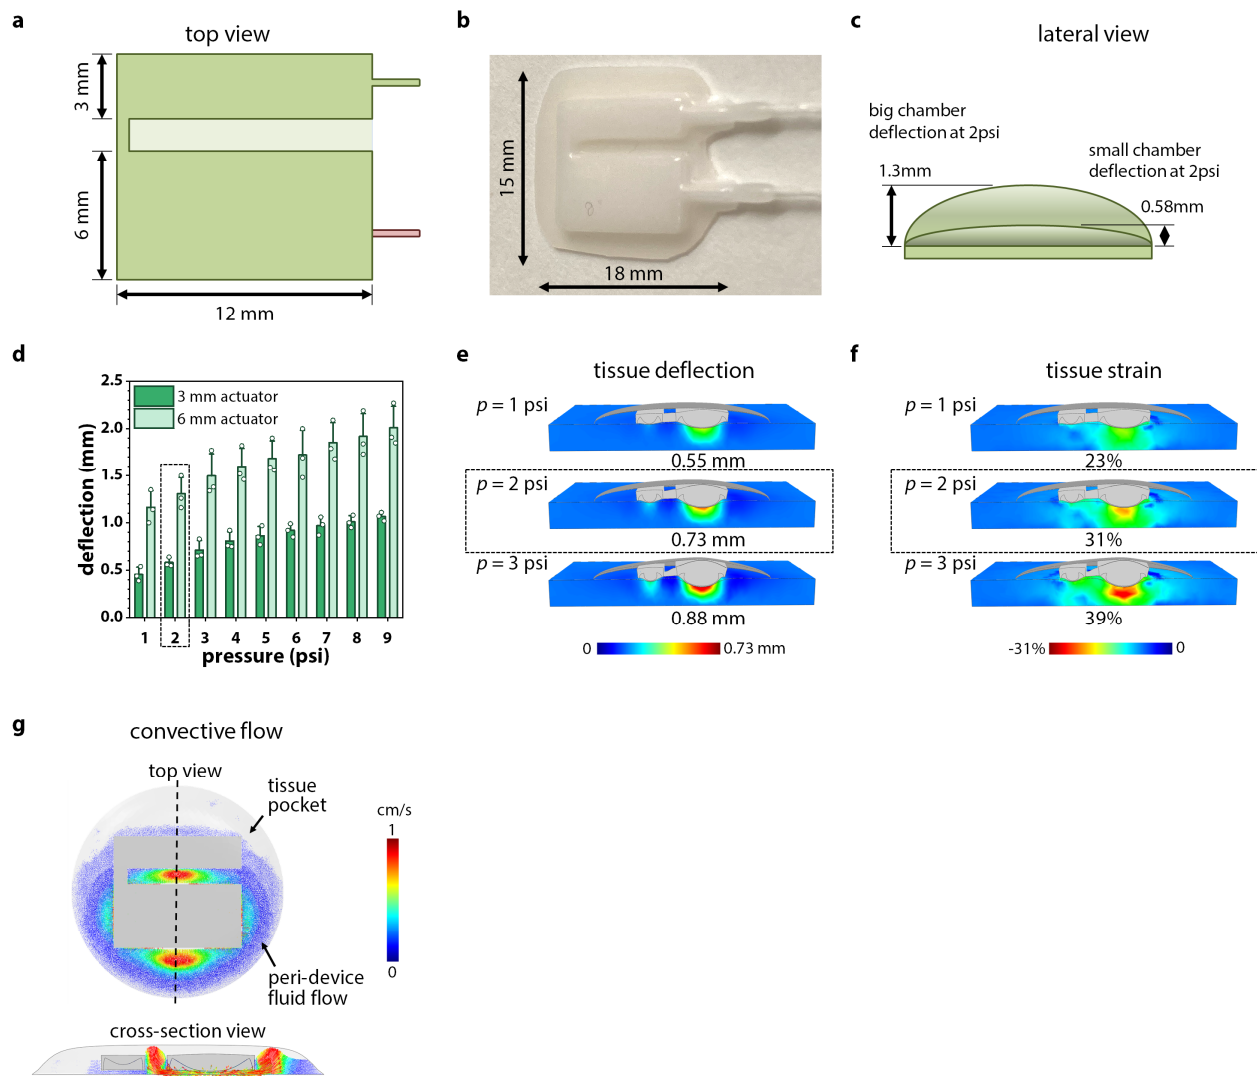 a
top view
3 mm
6 mm
12 mm
b
15 mm
18 mm
c
lateral view
big chamber
deflection at 2psi
1.3mm
small chamber
deflection at 2psi
0.58mm
d
deflection (mm)
2.5
2.0
1.5
1.0
0.5
0.0
3 mm actuator
6 mm actuator
1 2 3 4 5 6 7 8 9
pressure (psi)
e
tissue deflection
p = 1 psi
0.55 mm
p = 2 psi
0.73 mm
p = 3 psi
0.88 mm
0 0.73 mm
f
tissue strain
p = 1 psi
23%
p = 2 psi
31%
p = 3 psi
39%
-31% 0
g
convective flow
top view
tissue
pocket
cm/s
1
0
peri-device
fluid flow
cross-section view